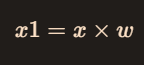 x1 = x × w